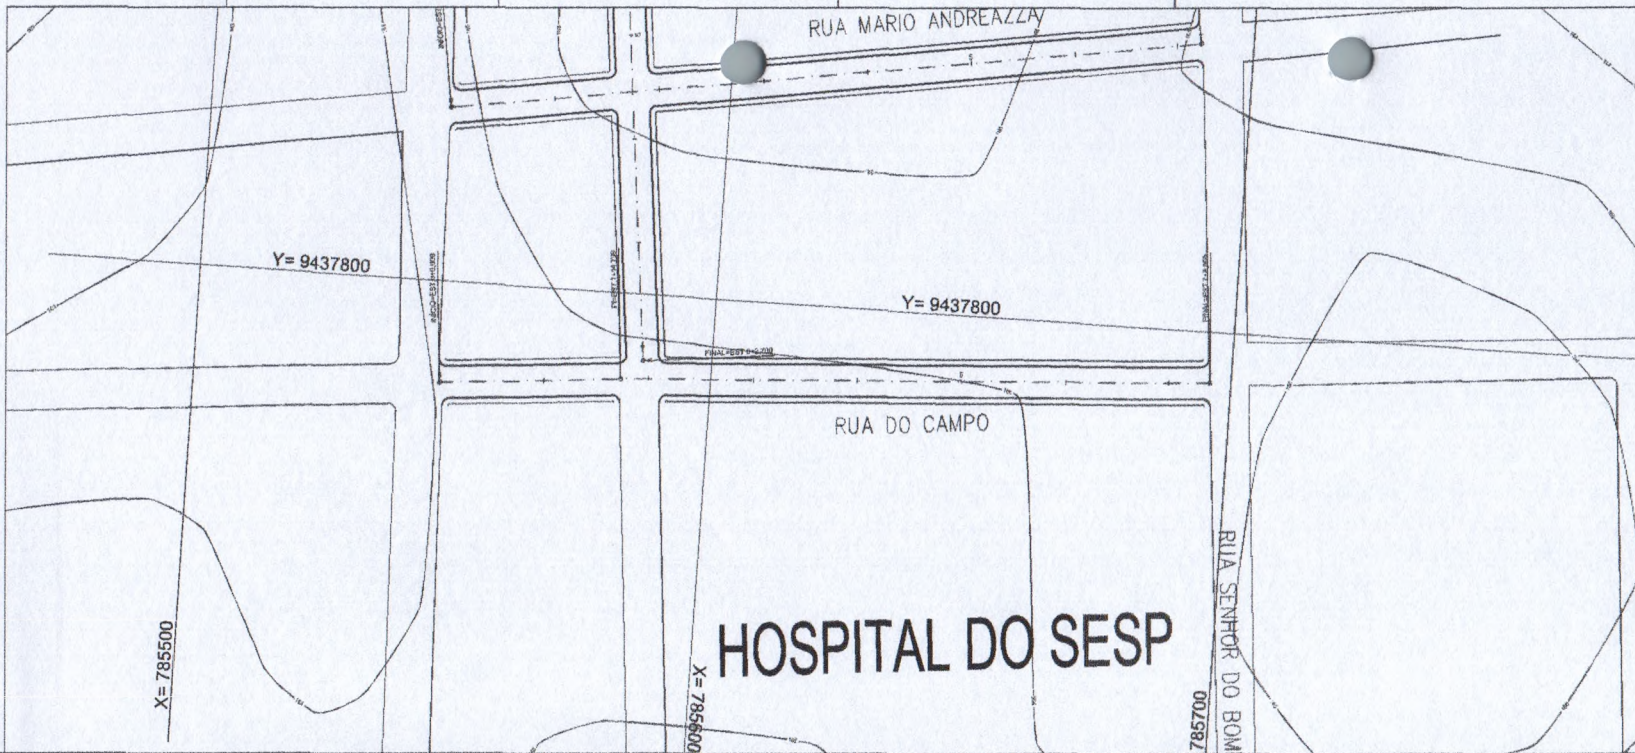 RUA MARIO ANDREAZZA
Y= 9437800
Y= 9437800
RUA DO CAMPO
HOSPITAL DO SESP
X= 785500
X= 785600
785700
RUA SENHOR DO BOM